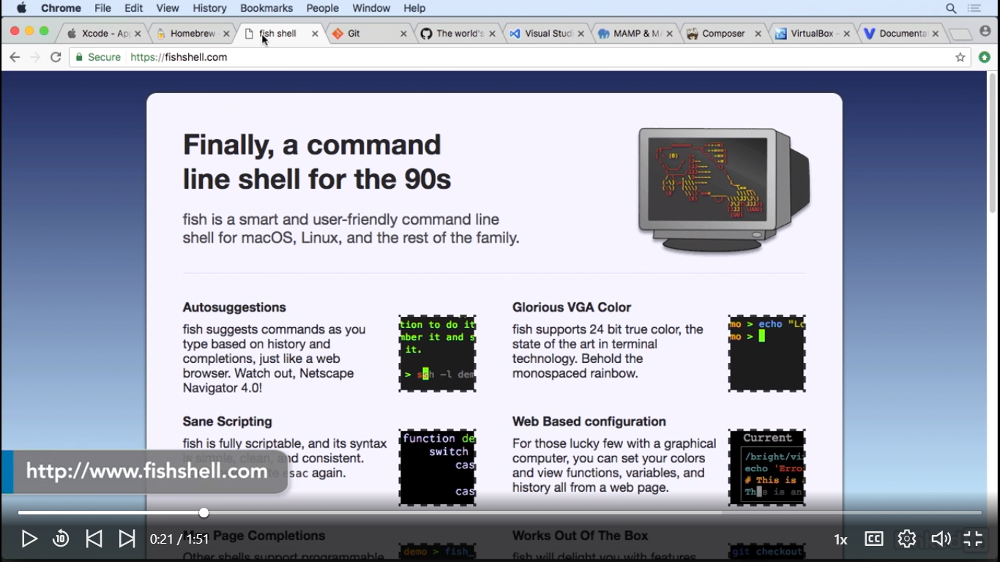 Chrome File Edit View History Bookmarks People Window Help
Xcode - Ap Homebrew fish shell Git The world's Visual Studi MAMP & MA Composer VirtualBox – Documenta
Secure https://fishshell.com
Finally, a command
line shell for the 90s
fish is a smart and user-friendly command line
shell for macOS, Linux, and the rest of the family.
Autosuggestions
fish suggests commands as you
type based on history and
completions, just like a web
browser. Watch out, Netscape
Navigator 4.0!
tion to do it
mber it and s
it.
> ssh -l dem
Glorious VGA Color
fish supports 24 bit true color, the
state of the art in terminal
technology. Behold the
monospaced rainbow.
mo > echo "Lo
mo >
Sane Scripting
fish is fully scriptable, and its syntax
is simple, clean, and consistent.
esac again.
function de
switch
cas
cas
Web Based configuration
For those lucky few with a graphical
computer, you can set your colors
and view functions, variables, and
history all from a web page.
Current
/bright/vi
echo 'Erro
# This is
This is an
http://www.fishshell.com
Man Page Completions
Other shells support programmable
demo > fish_
Works Out Of The Box
fish will delight you with features
git checkout
10 0:21 / 1:51 1x CC